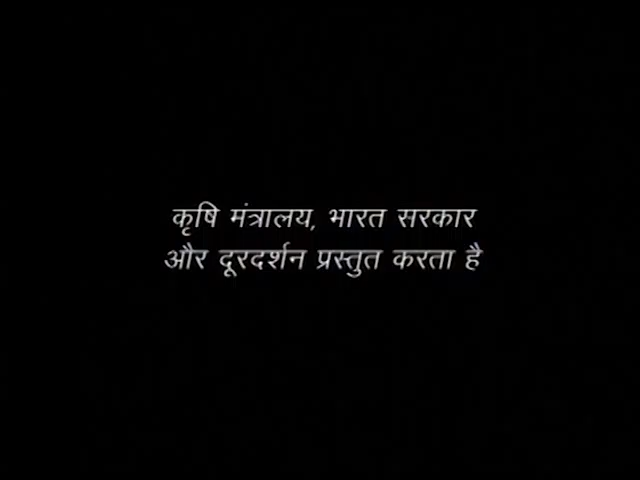 कृषि मंत्रालय, भारत सरकार
और दूरदर्शन प्रस्तुत करता है